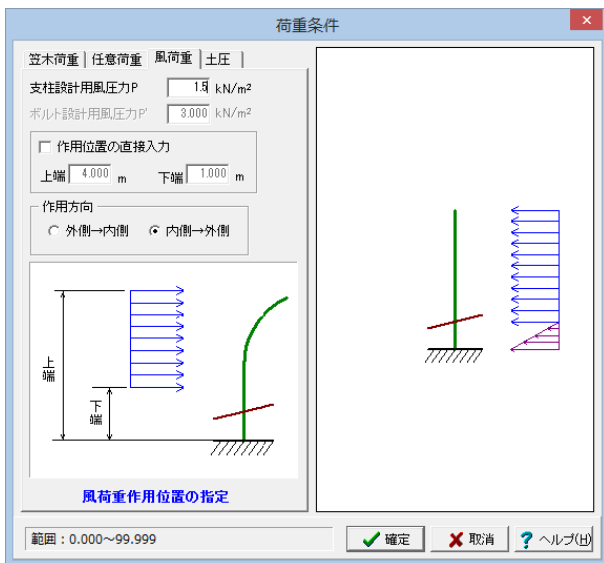 荷重条件
笠木荷重 任意荷重 風荷重 土圧
支柱設計用風圧力P 1.5 kN/m²
ボルト設計用風圧力P' 3.000 kN/m²
作用位置の直接入力
上端 4.000 m 下端 1.000 m
作用方向
外側→内側 内側→外側
上端
下端
風荷重作用位置の指定
範囲：0.000～99.999
確定 取消 ヘルプ(H)